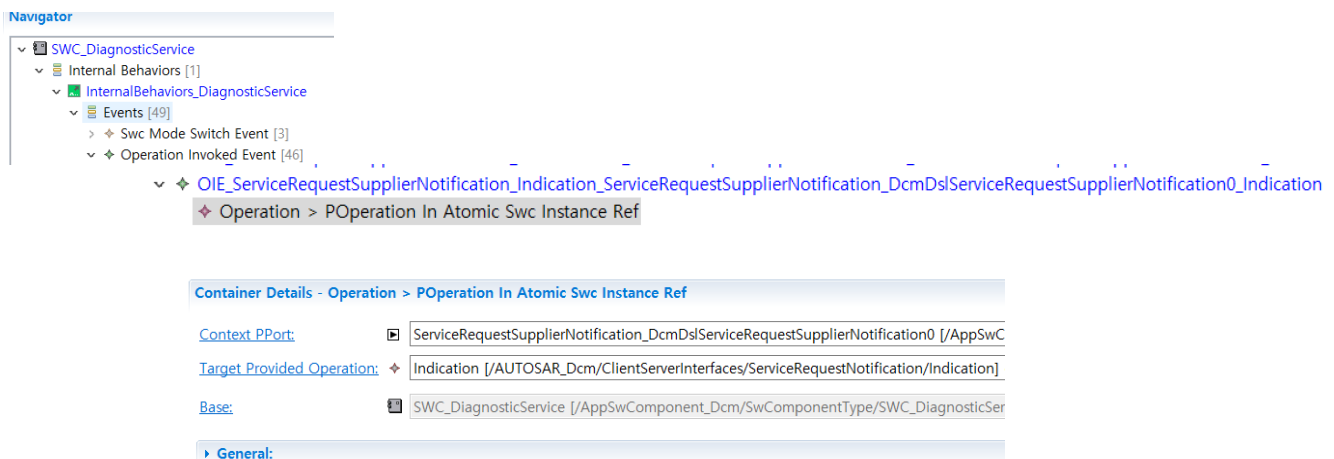 Navigator
SWC_DiagnosticService
Internal Behaviors [1]
InternalBehaviors_DiagnosticService
Events [49]
Swc Mode Switch Event [3]
Operation Invoked Event [46]
OIE_ServiceRequestSupplierNotification_Indication_ServiceRequestSupplierNotification_DcmDslServiceRequestSupplierNotification0_Indication
Operation > POperation In Atomic Swc Instance Ref
Container Details - Operation > POperation In Atomic Swc Instance Ref
Context PPort: ServiceRequestSupplierNotification_DcmDslServiceRequestSupplierNotification0 [/AppSwC
Target Provided Operation: Indication [/AUTOSAR_Dcm/ClientServerInterfaces/ServiceRequestNotification/Indication]
Base: SWC_DiagnosticService [/AppSwComponent_Dcm/SwComponentType/SWC_DiagnosticSer
General: